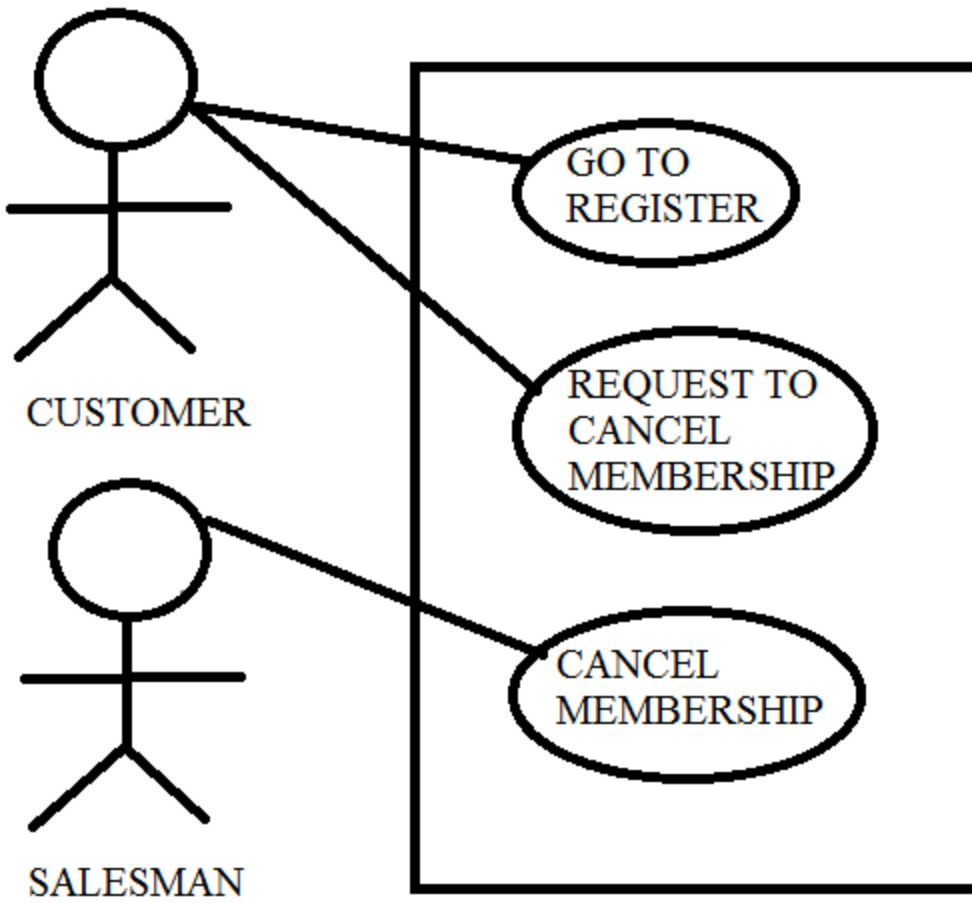 GO TO
REGISTER
REQUEST TO
CANCEL
MEMBERSHIP
CUSTOMER
CANCEL
MEMBERSHIP
SALESMAN